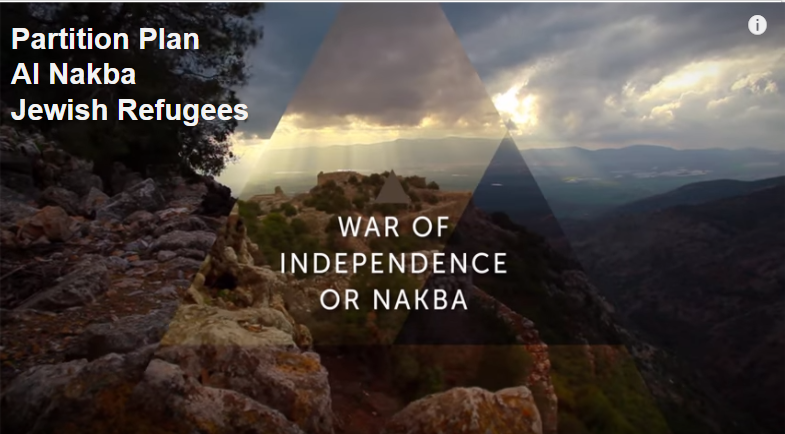 Partition Plan
Al Nakba
Jewish Refugees
WAR OF
INDEPENDENCE
OR NAKBA